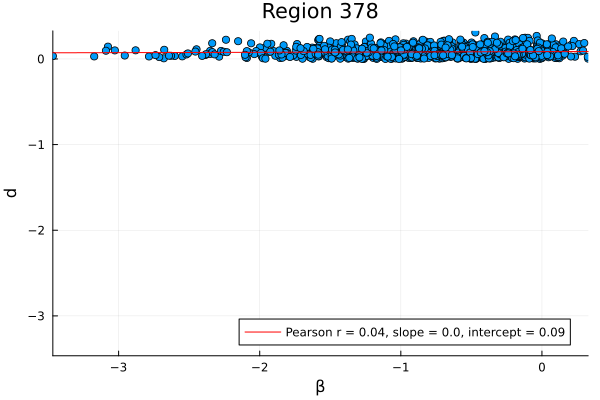 Region 378
0
−1
−2
−3
d
Pearson r = 0.04, slope = 0.0, intercept = 0.09
−3
−2
−1
0
β